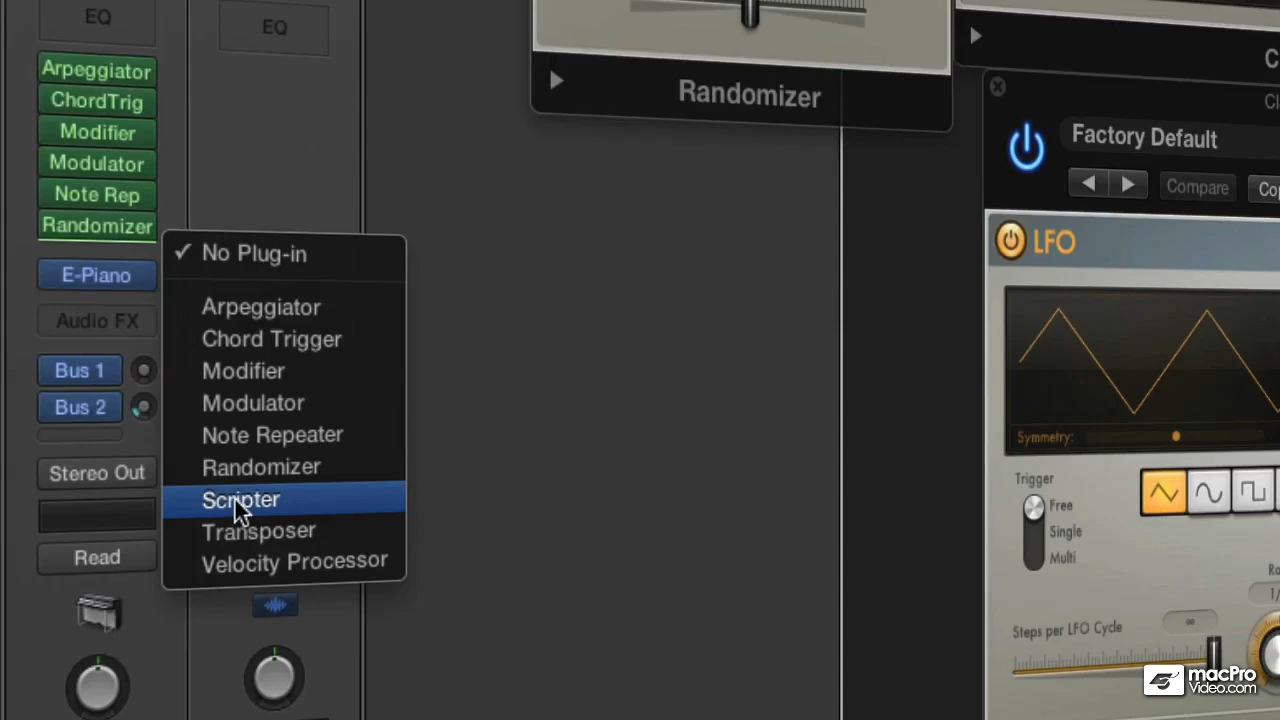 EQ
EQ
Arpeggiator
ChordTrig
Modifier
Modulator
Note Rep
Randomizer
E-Piano
Audio FX
Bus 1
Bus 2
Stereo Out
Read
✓ No Plug-in
Arpeggiator
Chord Trigger
Modifier
Modulator
Note Repeater
Randomizer
Scripter
Transposer
Velocity Processor
Randomizer
Factory Default
Compare
LFO
Symmetry:
Trigger
Free
Single
Multi
Steps per LFO Cycle
∞
macPro
Video.com